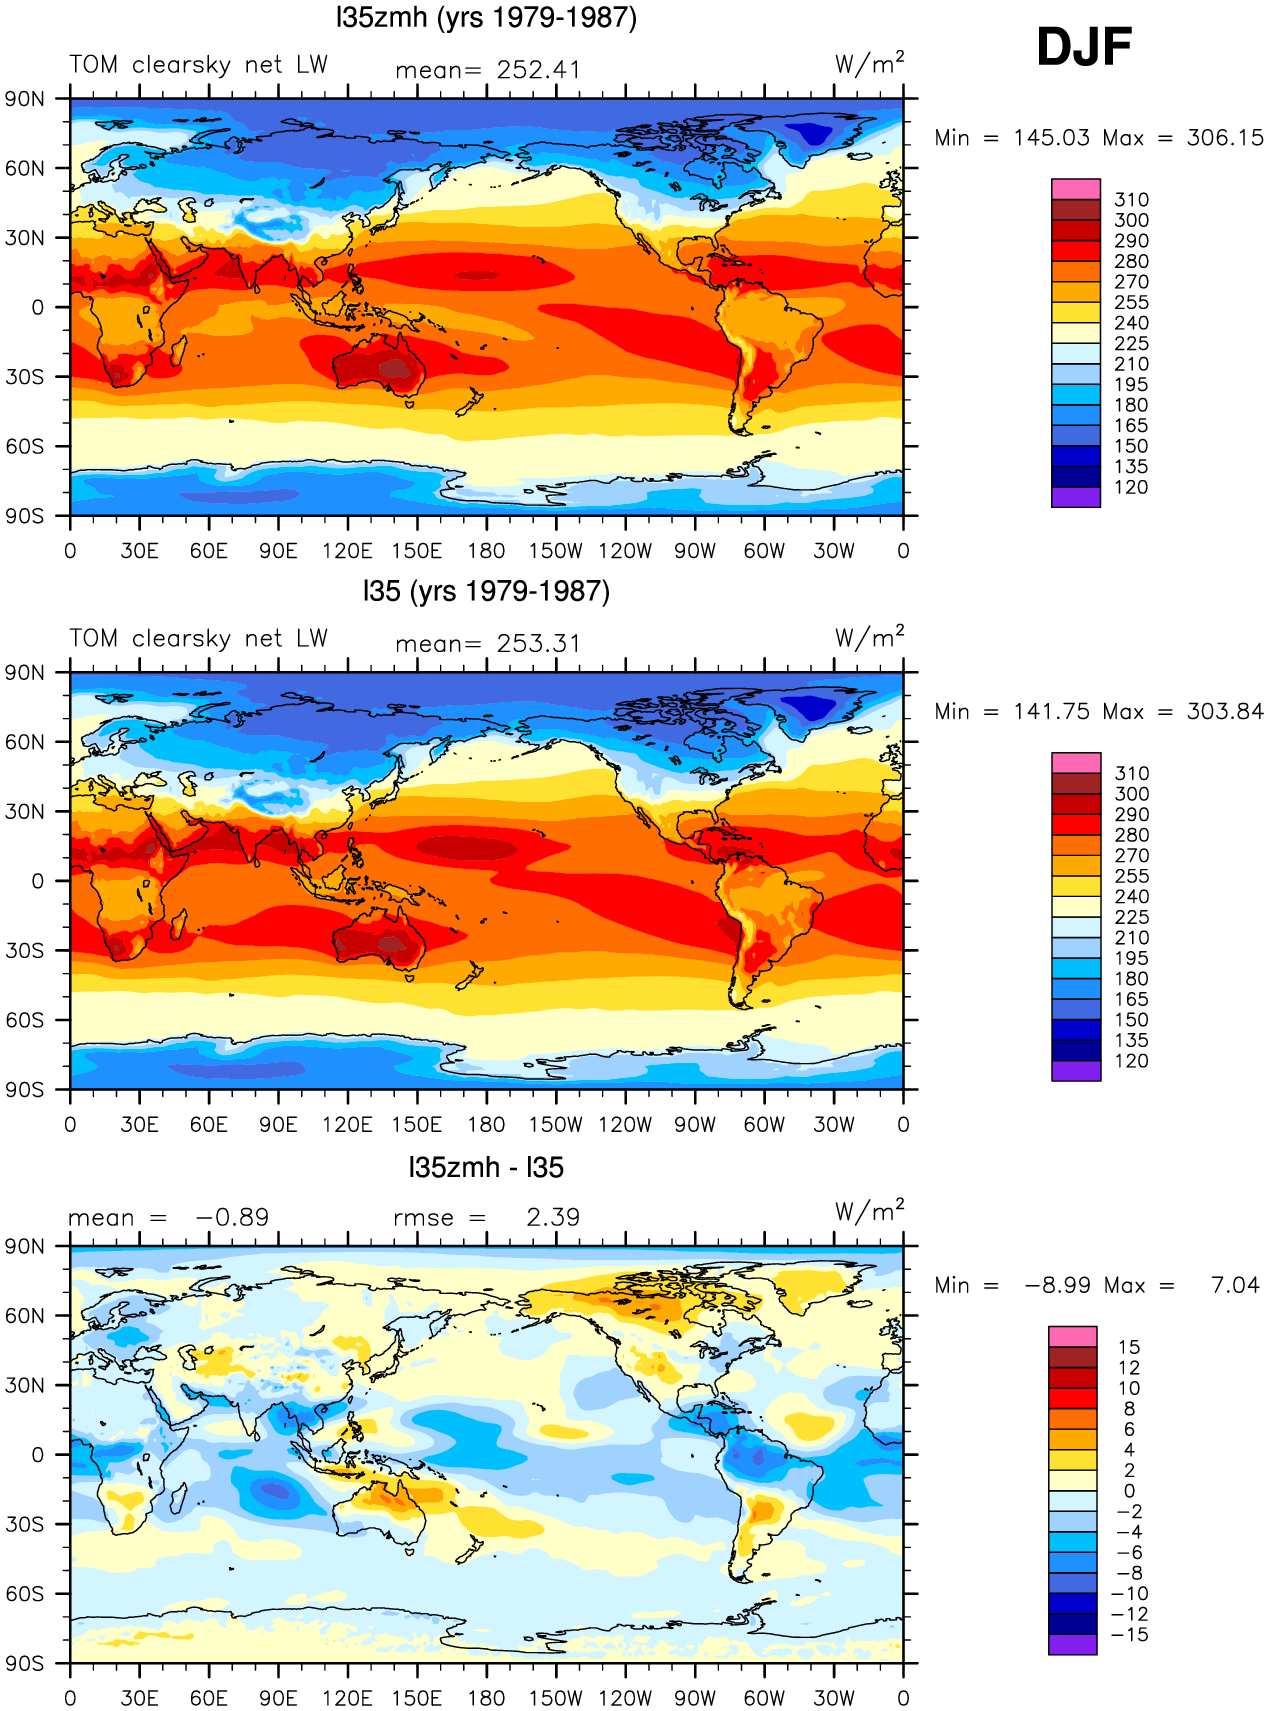 l35zmh (yrs 1979-1987)
DJF
TOM clearsky net LW mean= 252.41 W/m²
Min = 145.03 Max = 306.15
90N
60N
30N
0
30S
60S
90S
0 30E 60E 90E 120E 150E 180 150W 120W 90W 60W 30W 0
310
300
290
280
270
255
240
225
210
195
180
165
150
135
120
l35 (yrs 1979-1987)
TOM clearsky net LW mean= 253.31 W/m²
Min = 141.75 Max = 303.84
90N
60N
30N
0
30S
60S
90S
0 30E 60E 90E 120E 150E 180 150W 120W 90W 60W 30W 0
310
300
290
280
270
255
240
225
210
195
180
165
150
135
120
l35zmh - l35
mean = −0.89 rmse = 2.39 W/m²
Min = −8.99 Max = 7.04
90N
60N
30N
0
30S
60S
90S
0 30E 60E 90E 120E 150E 180 150W 120W 90W 60W 30W 0
15
12
10
8
6
4
2
0
−2
−4
−6
−8
−10
−12
−15